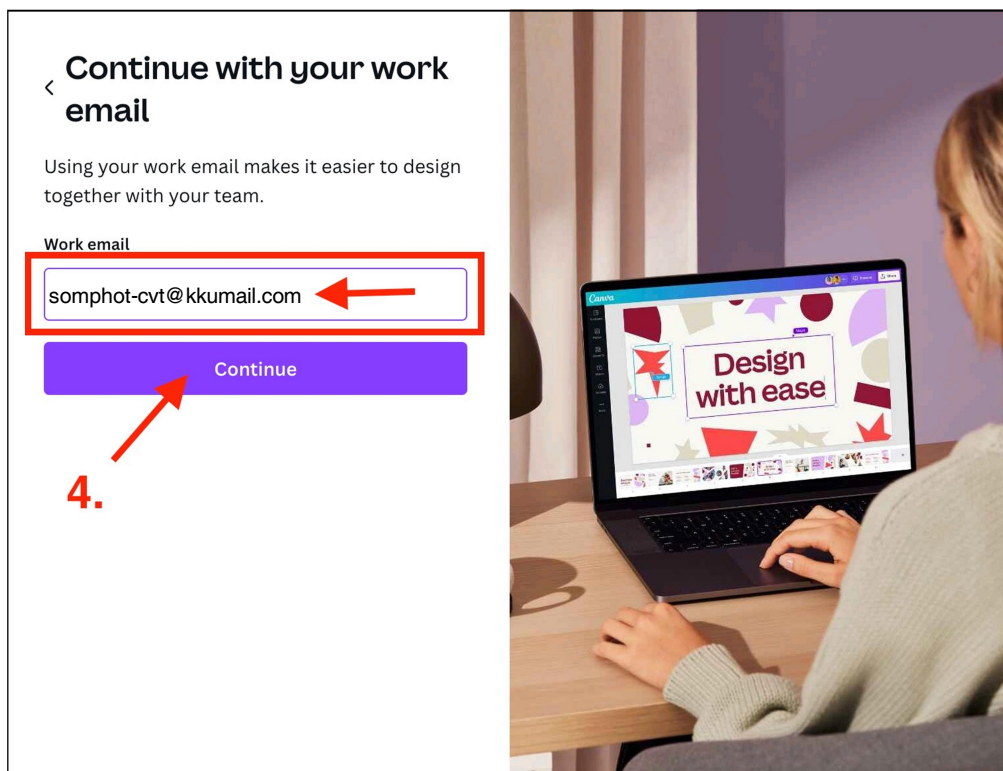 Continue with your work
email
Using your work email makes it easier to design
together with your team.
Work email
somphot-cvt@kkumail.com
Continue
4.
Canva
Share
Design
with ease